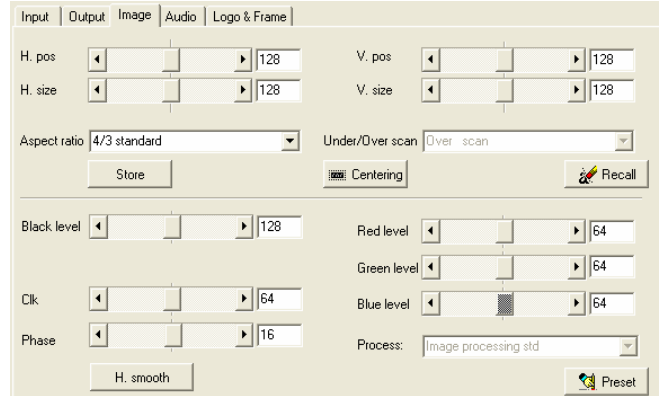 Input Output Image Audio Logo & Frame
H. pos 128 V. pos 128
H. size 128 V. size 128
Aspect ratio 4/3 standard Under/Over scan Over scan
Store Centering Recall
Black level 128 Red level 64
Green level 64
Clk 64 Blue level 64
Phase 16 Process: Image processing std
H. smooth Preset